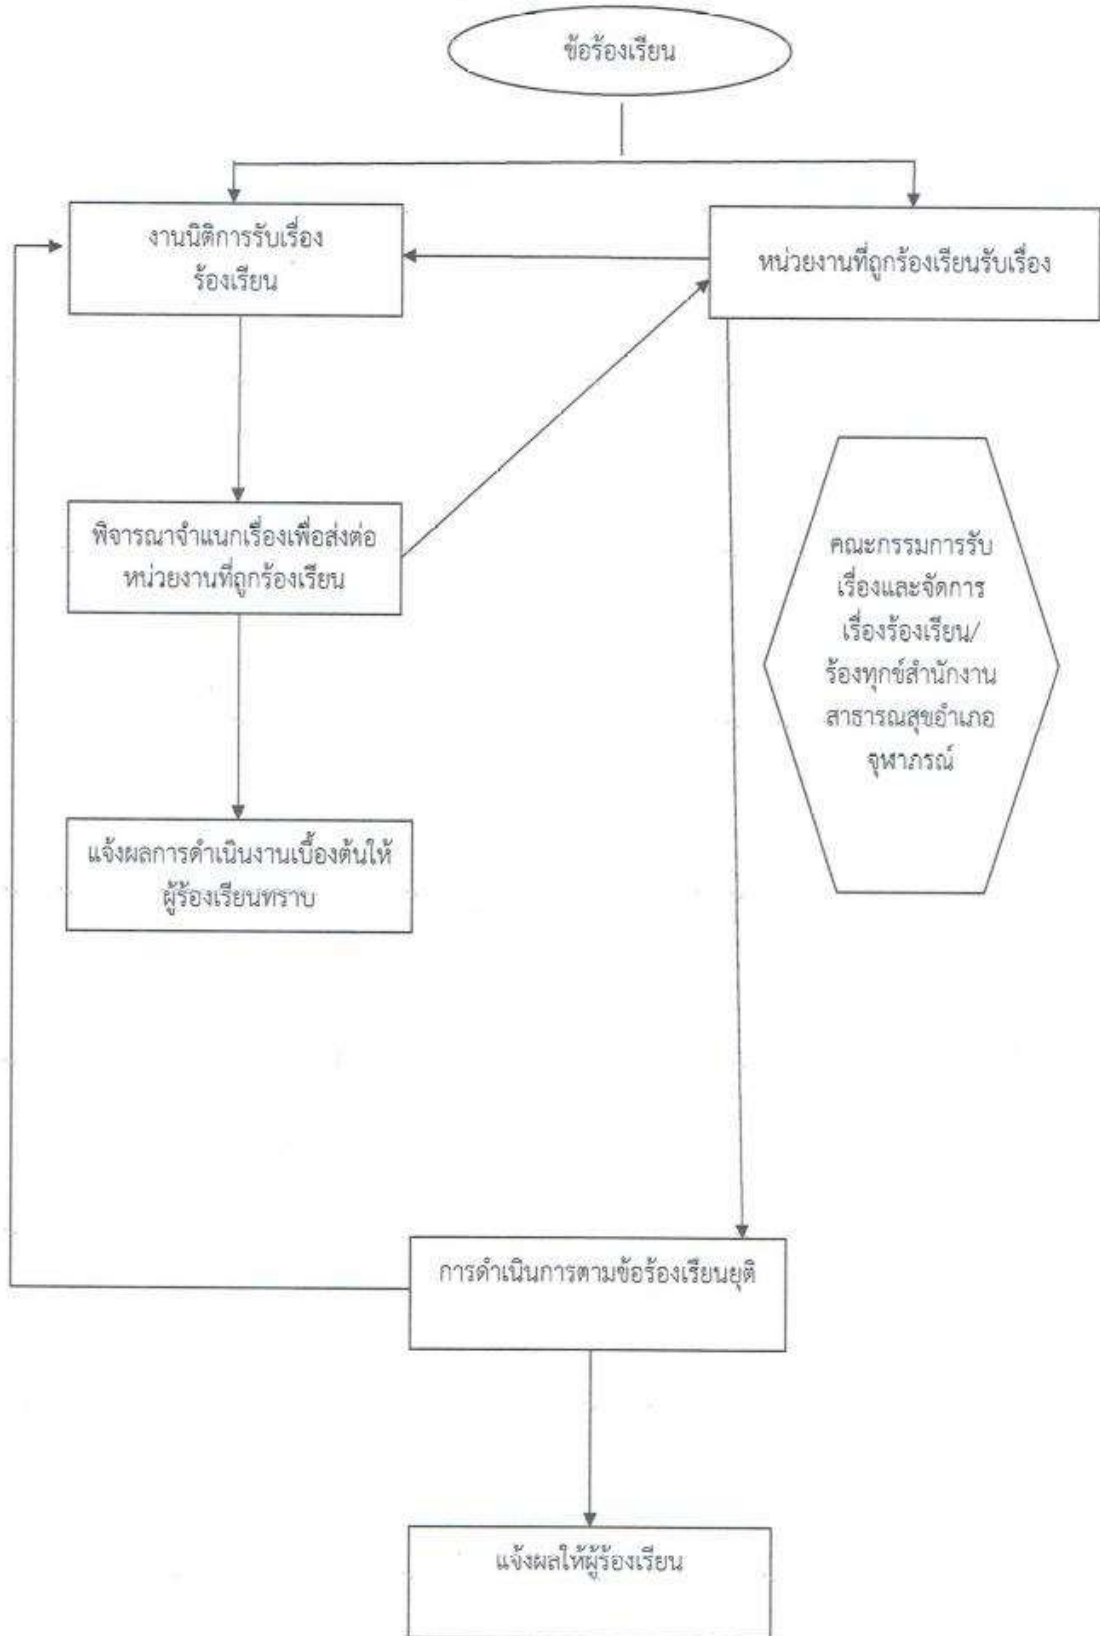 ข้อร้องเรียน
งานนิติการรับเรื่อง
ร้องเรียน
หน่วยงานที่ถูกร้องเรียนรับเรื่อง
พิจารณาจำแนกเรื่องเพื่อส่งต่อ
หน่วยงานที่ถูกร้องเรียน
คณะกรรมการรับ
เรื่องและจัดการ
เรื่องร้องเรียน/
ร้องทุกข์สำนักงาน
สาธารณสุขอำเภอ
จุฬาภรณ์
แจ้งผลการดำเนินงานเบื้องต้นให้
ผู้ร้องเรียนทราบ
การดำเนินการตามข้อร้องเรียนยุติ
แจ้งผลให้ผู้ร้องเรียน